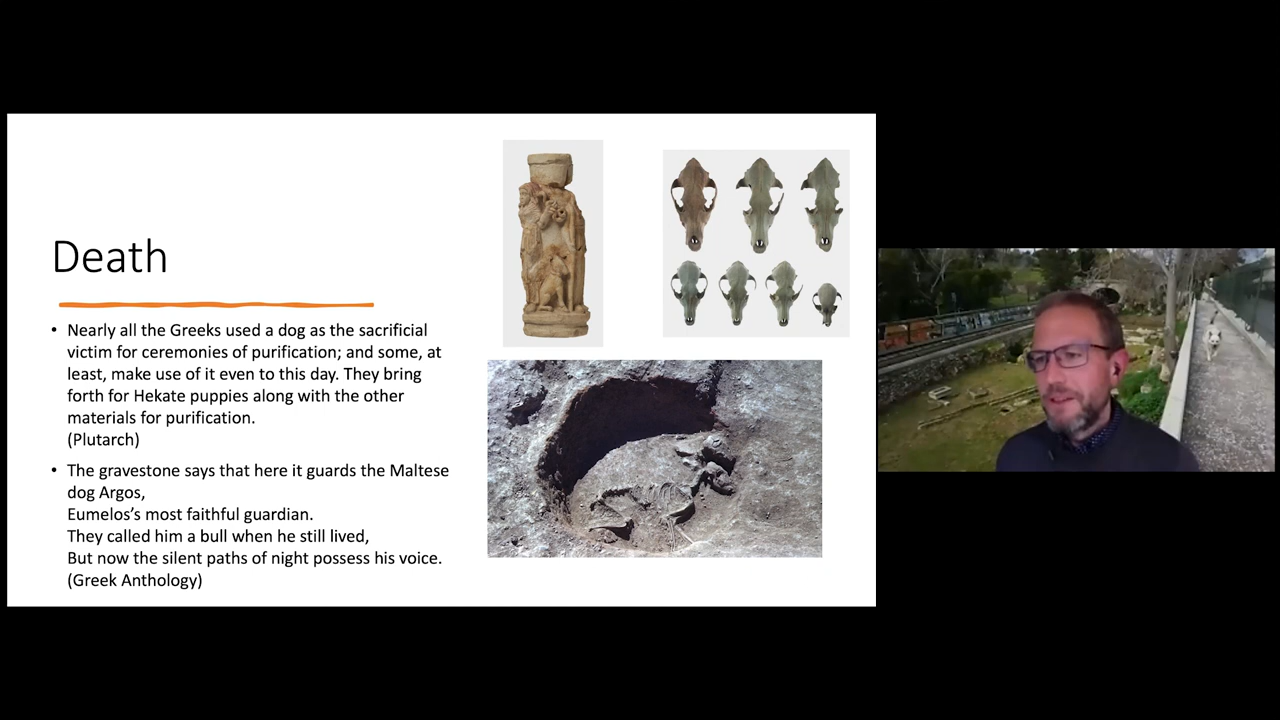 Death
• Nearly all the Greeks used a dog as the sacrificial
victim for ceremonies of purification; and some, at
least, make use of it even to this day. They bring
forth for Hekate puppies along with the other
materials for purification.
(Plutarch)
• The gravestone says that here it guards the Maltese
dog Argos,
Eumelos’s most faithful guardian.
They called him a bull when he still lived,
But now the silent paths of night possess his voice.
(Greek Anthology)